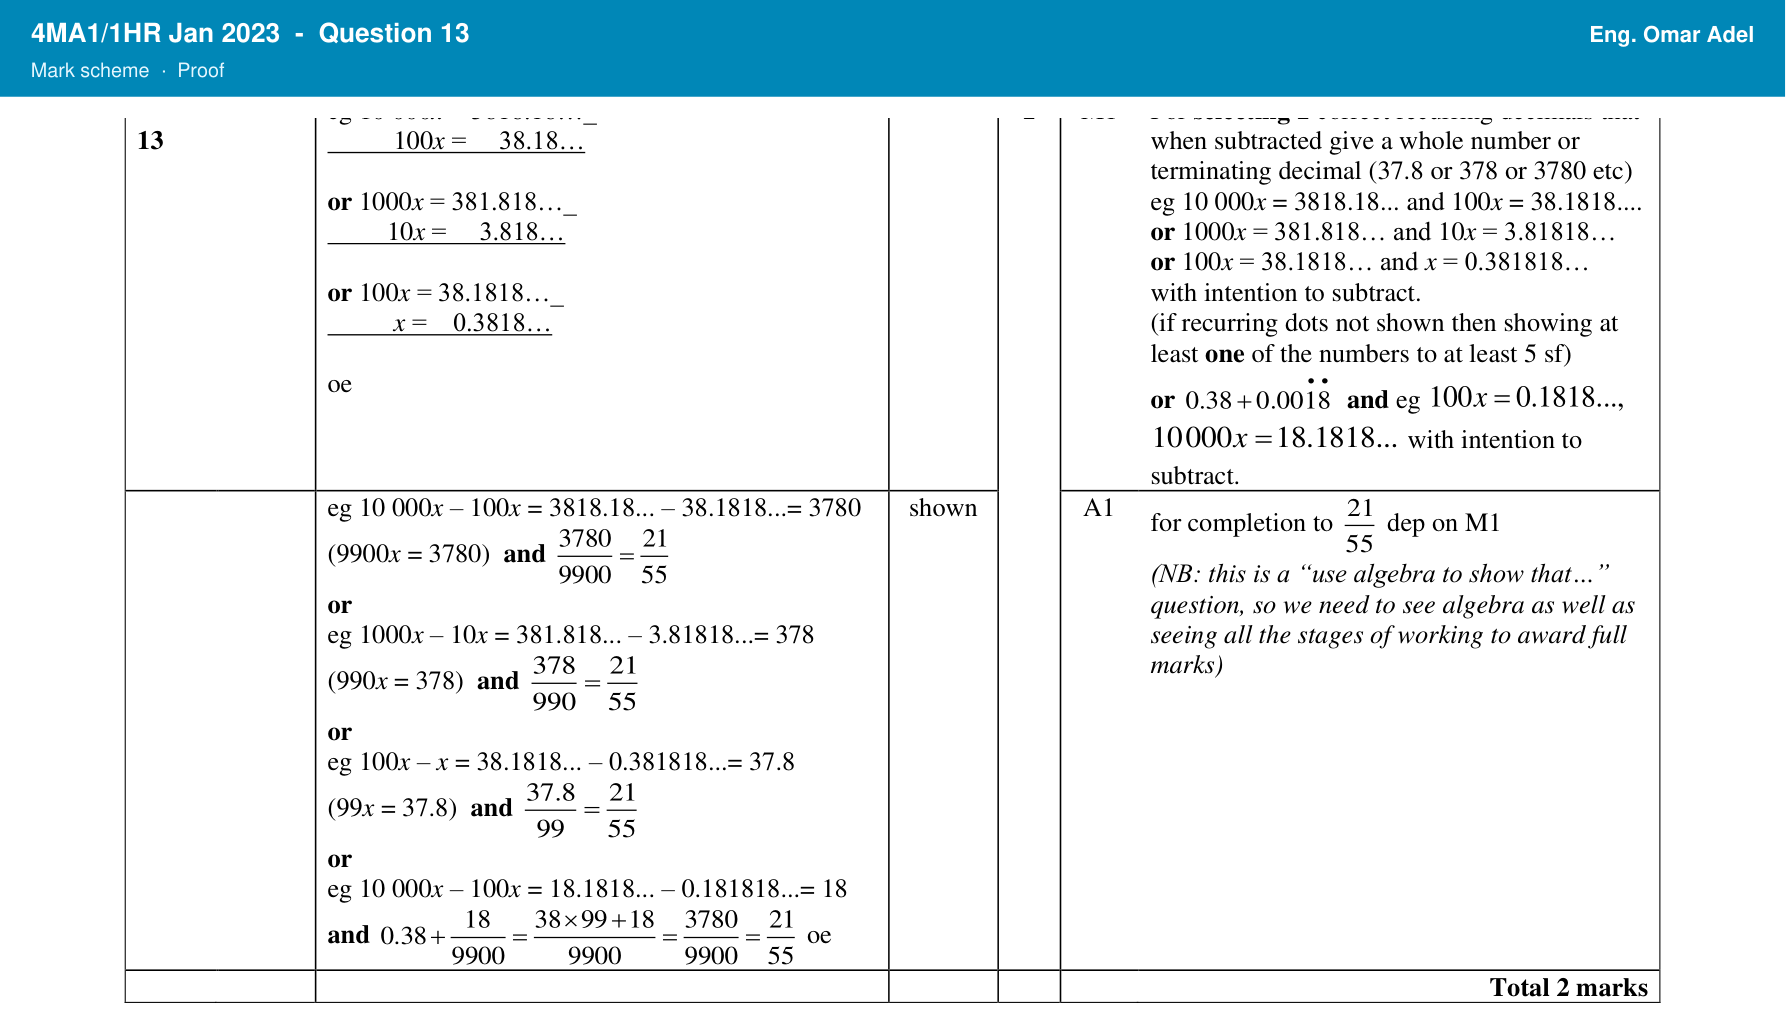 4MA1/1HR Jan 2023 - Question 13
Eng. Omar Adel
Mark scheme · Proof
13
100x = 38.18…
or 1000x = 381.818…_
10x = 3.818…
or 100x = 38.1818…_
x = 0.3818…
oe
when subtracted give a whole number or
terminating decimal (37.8 or 378 or 3780 etc)
eg 10 000x = 3818.18... and 100x = 38.1818....
or 1000x = 381.818… and 10x = 3.81818…
or 100x = 38.1818… and x = 0.381818…
with intention to subtract.
(if recurring dots not shown then showing at
least one of the numbers to at least 5 sf)
or 0.38 + 0.001̇8̇ and eg 100x = 0.1818...,
10000x = 18.1818... with intention to
subtract.
eg 10 000x – 100x = 3818.18... – 38.1818...= 3780
(9900x = 3780) and 3780/9900 = 21/55
or
eg 1000x – 10x = 381.818... – 3.81818...= 378
(990x = 378) and 378/990 = 21/55
or
eg 100x – x = 38.1818... – 0.381818...= 37.8
(99x = 37.8) and 37.8/99 = 21/55
or
eg 10 000x – 100x = 18.1818... – 0.181818...= 18
and 0.38 + 18/9900 = 38×99+18/9900 = 3780/9900 = 21/55 oe
shown
A1
for completion to 21/55 dep on M1
(NB: this is a “use algebra to show that…”
question, so we need to see algebra as well as
seeing all the stages of working to award full
marks)
Total 2 marks